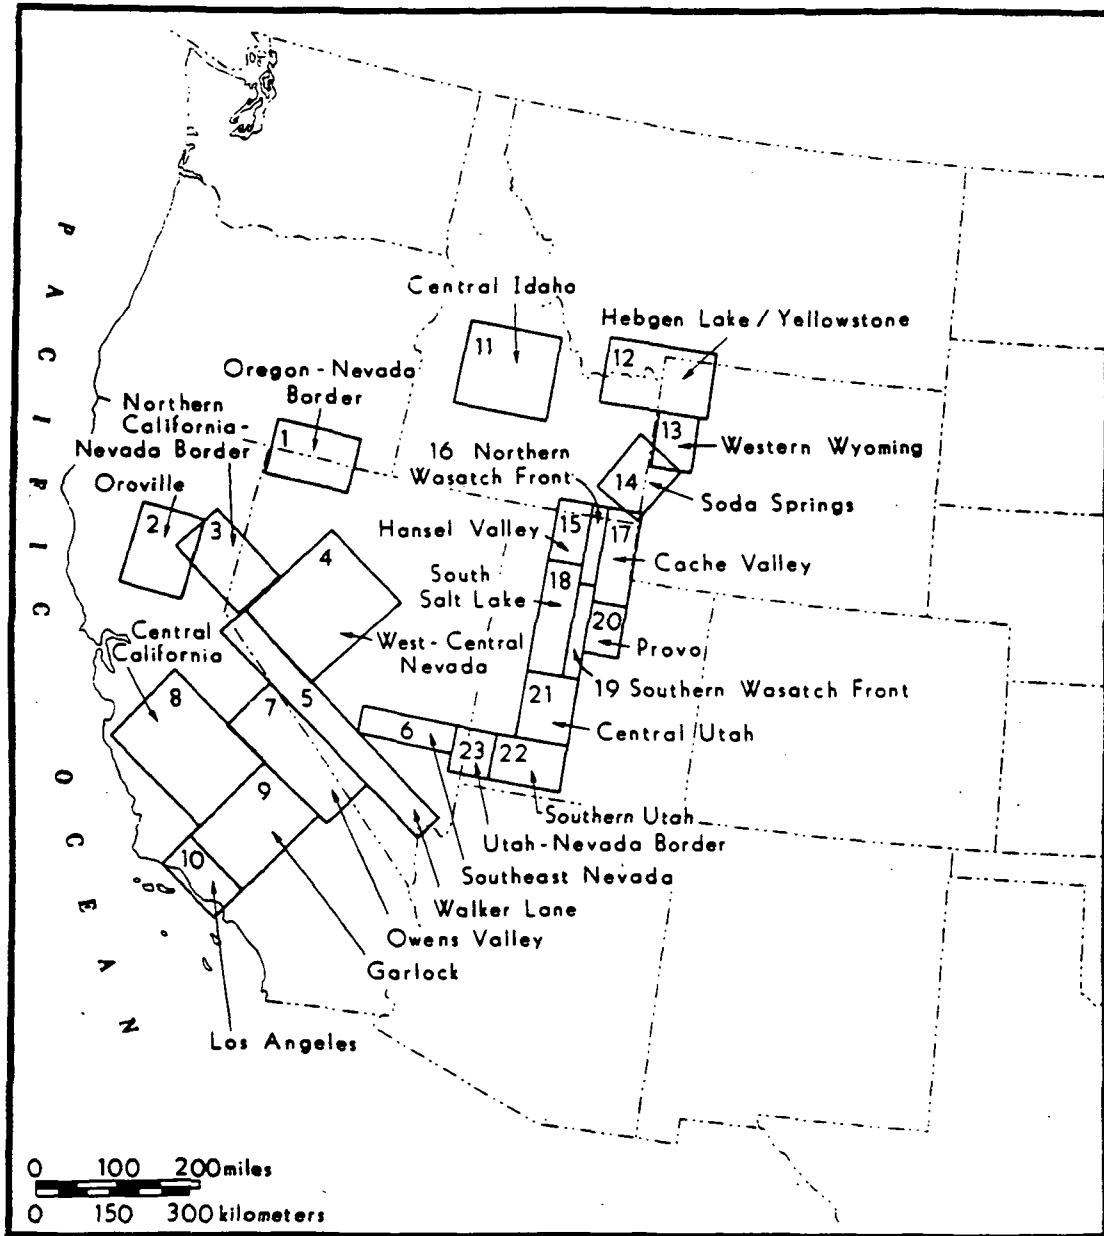 PACIFIC OCEAN
Central Idaho
11
Hebgen Lake / Yellowstone
12
Oregon-Nevada
Border
1
Northern
California-
Nevada Border
Oroville
2
3
13
Western Wyoming
16 Northern
Wasatch Front
14
Soda Springs
15
Hansel Valley
17
Cache Valley
4
South
Salt Lake
18
20
Provo
Central
California
West-Central
Nevada
19 Southern Wasatch Front
5
21
Central Utah
8
7
6
23
22
9
Southern Utah
Utah-Nevada Border
10
Southeast Nevada
Walker Lane
Owens Valley
Garlock
Los Angeles
0 100 200 miles
0 150 300 kilometers